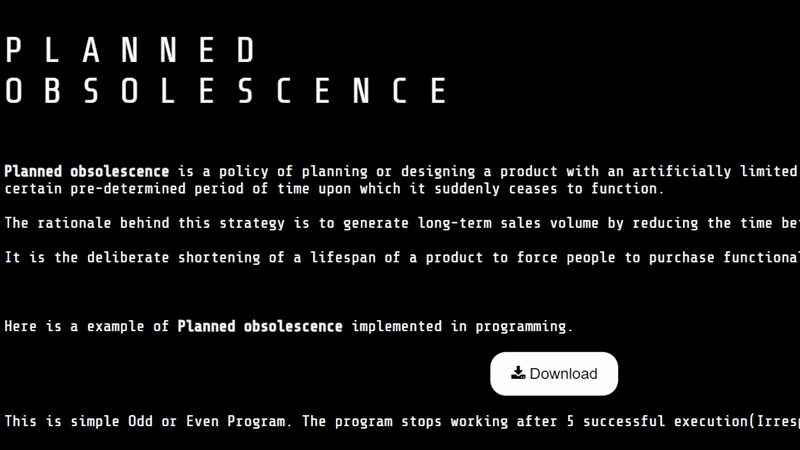 PLANNED
OBSOLESCENCE
Planned obsolescence is a policy of planning or designing a product with an artificially limited
certain pre-determined period of time upon which it suddenly ceases to function.
The rationale behind this strategy is to generate long-term sales volume by reducing the time
It is the deliberate shortening of a lifespan of a product to force people to purchase
Here is a example of Planned obsolescence implemented in programming.
Download
This is simple Odd or Even Program. The program stops working after 5 successful execution(